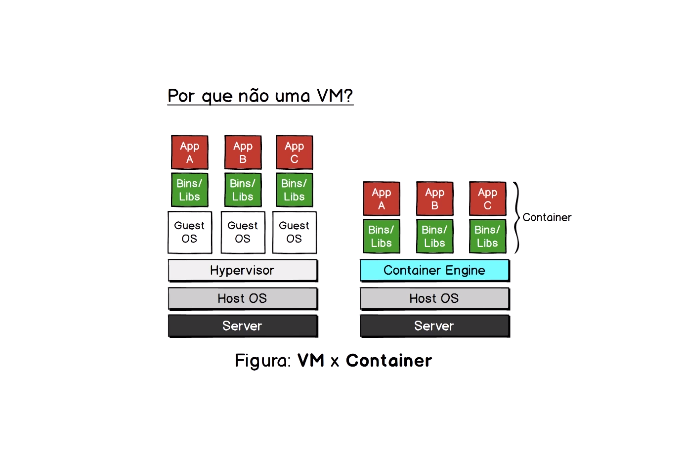 Por que não uma VM?
App
A
App
B
App
C
Bins/
Libs
Bins/
Libs
Bins/
Libs
Guest
OS
Guest
OS
Guest
OS
Hypervisor
Host OS
Server
App
A
App
B
App
C
Bins/
Libs
Bins/
Libs
Bins/
Libs
Container
Container Engine
Host OS
Server
Figura: VM x Container